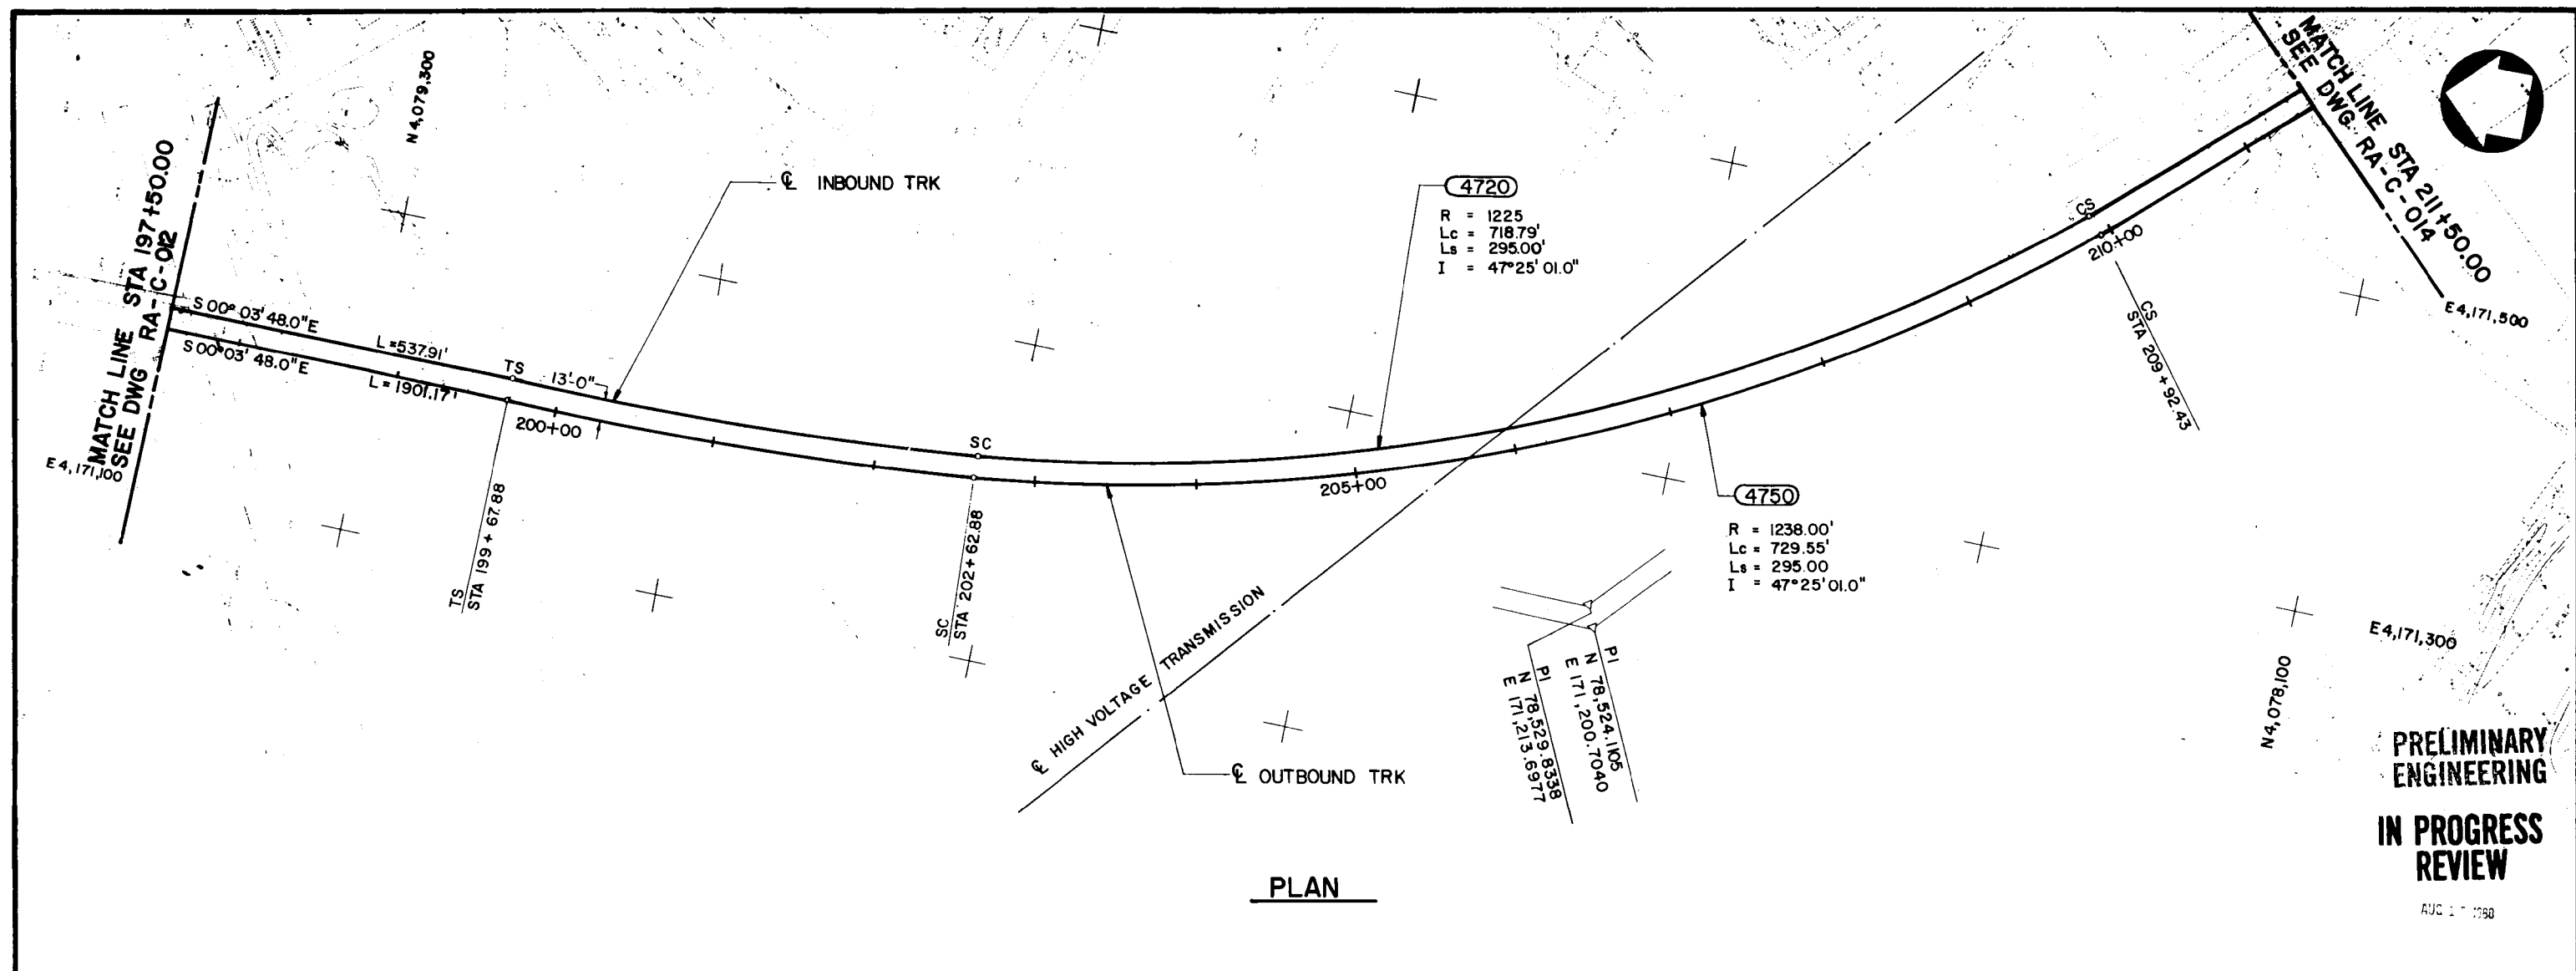 MATCH LINE STA 197+50.00
SEE DWG RA-C-012
N 4,079,300
℄ INBOUND TRK
4720
R = 1225
Lc = 718.79'
Ls = 295.00'
I = 47°25'01.0"
MATCH LINE STA 211+50.00
SEE DWG. RA-C-014
E 4,171,500
S 00° 03' 48.0" E
L = 537.91'
TS
13'-0"
S 00° 03' 48.0" E
L = 1901.17'
200+00
SC
205+00
CS
210+00
CS
STA 209 + 92.43
E 4,171,100
TS
STA 199 + 67.88
SC
STA 202 + 62.88
4750
R = 1238.00'
Lc = 729.55'
Ls = 295.00
I = 47°25'01.0"
℄ HIGH VOLTAGE TRANSMISSION
℄ OUTBOUND TRK
PI
N 78,529.8338
E 171,213.6977
PI
N 78,524.1105
E 171,200.7040
E 4,171,300
N 4,078,100
PRELIMINARY
ENGINEERING
IN PROGRESS
REVIEW
PLAN